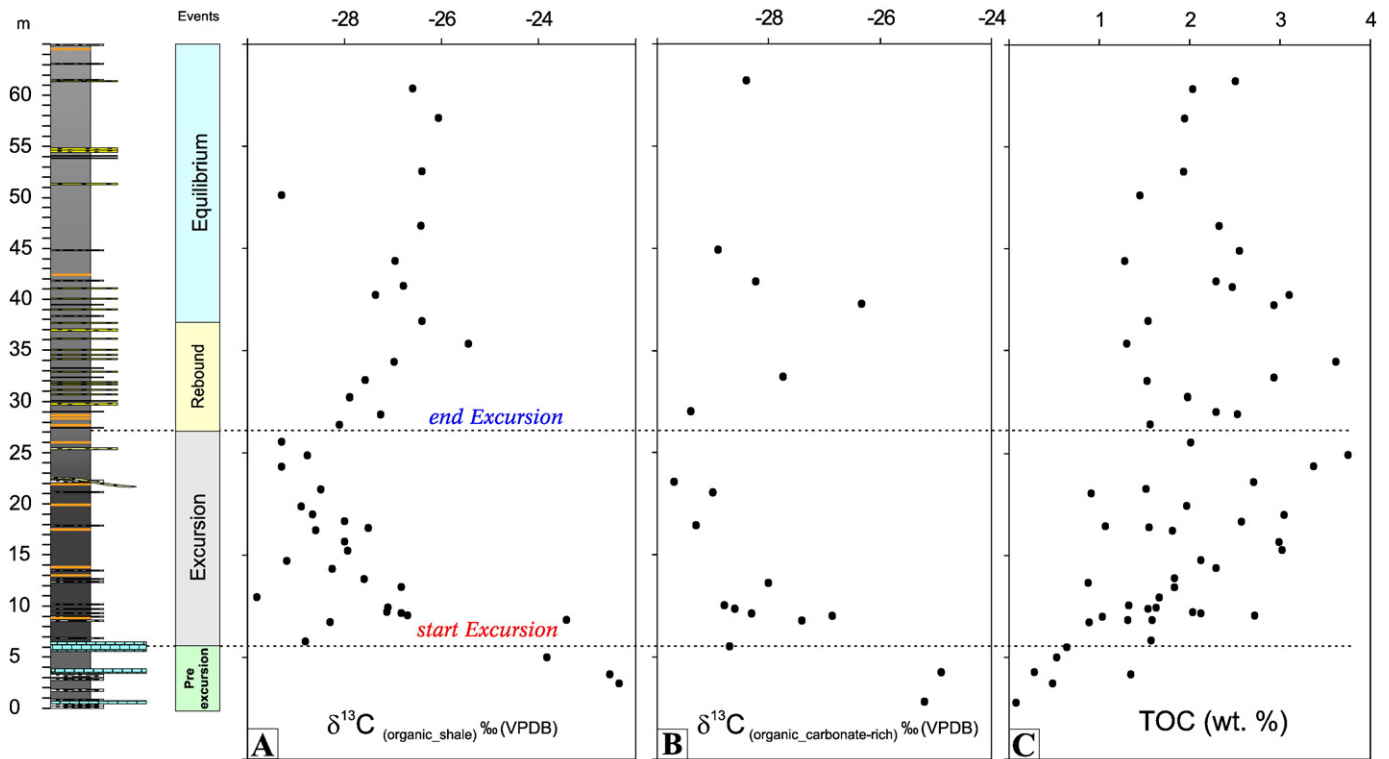 m
Events
-28
-26
-24
-28
-26
-24
1
2
3
4
60
55
50
45
40
35
30
25
20
15
10
5
0
Equilibrium
Rebound
Excursion
Pre
excursion
end Excursion
start Excursion
A
δ¹³C (organic_shale) ‰ (VPDB)
B
δ¹³C (organic_carbonate-rich) ‰ (VPDB)
C
TOC (wt. %)